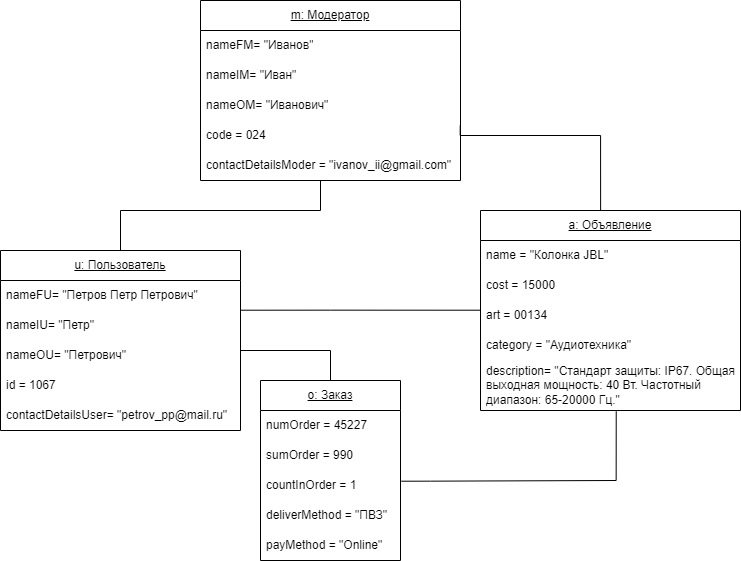 m: Модератор
nameFM= "Иванов"
nameIM= "Иван"
nameOM= "Иванович"
code = 024
contactDetailsModer = "ivanov_ii@gmail.com"
a: Объявление
name = "Колонка JBL"
cost = 15000
art = 00134
category = "Аудиотехника"
description= "Стандарт защиты: IP67. Общая
выходная мощность: 40 Вт. Частотный
диапазон: 65-20000 Гц."
u: Пользователь
nameFU= "Петров Петр Петрович"
nameIU= "Петр"
nameOU= "Петрович"
id = 1067
contactDetailsUser= "petrov_pp@mail.ru"
o: Заказ
numOrder = 45227
sumOrder = 990
countInOrder = 1
deliverMethod = "ПВЗ"
payMethod = "Online"